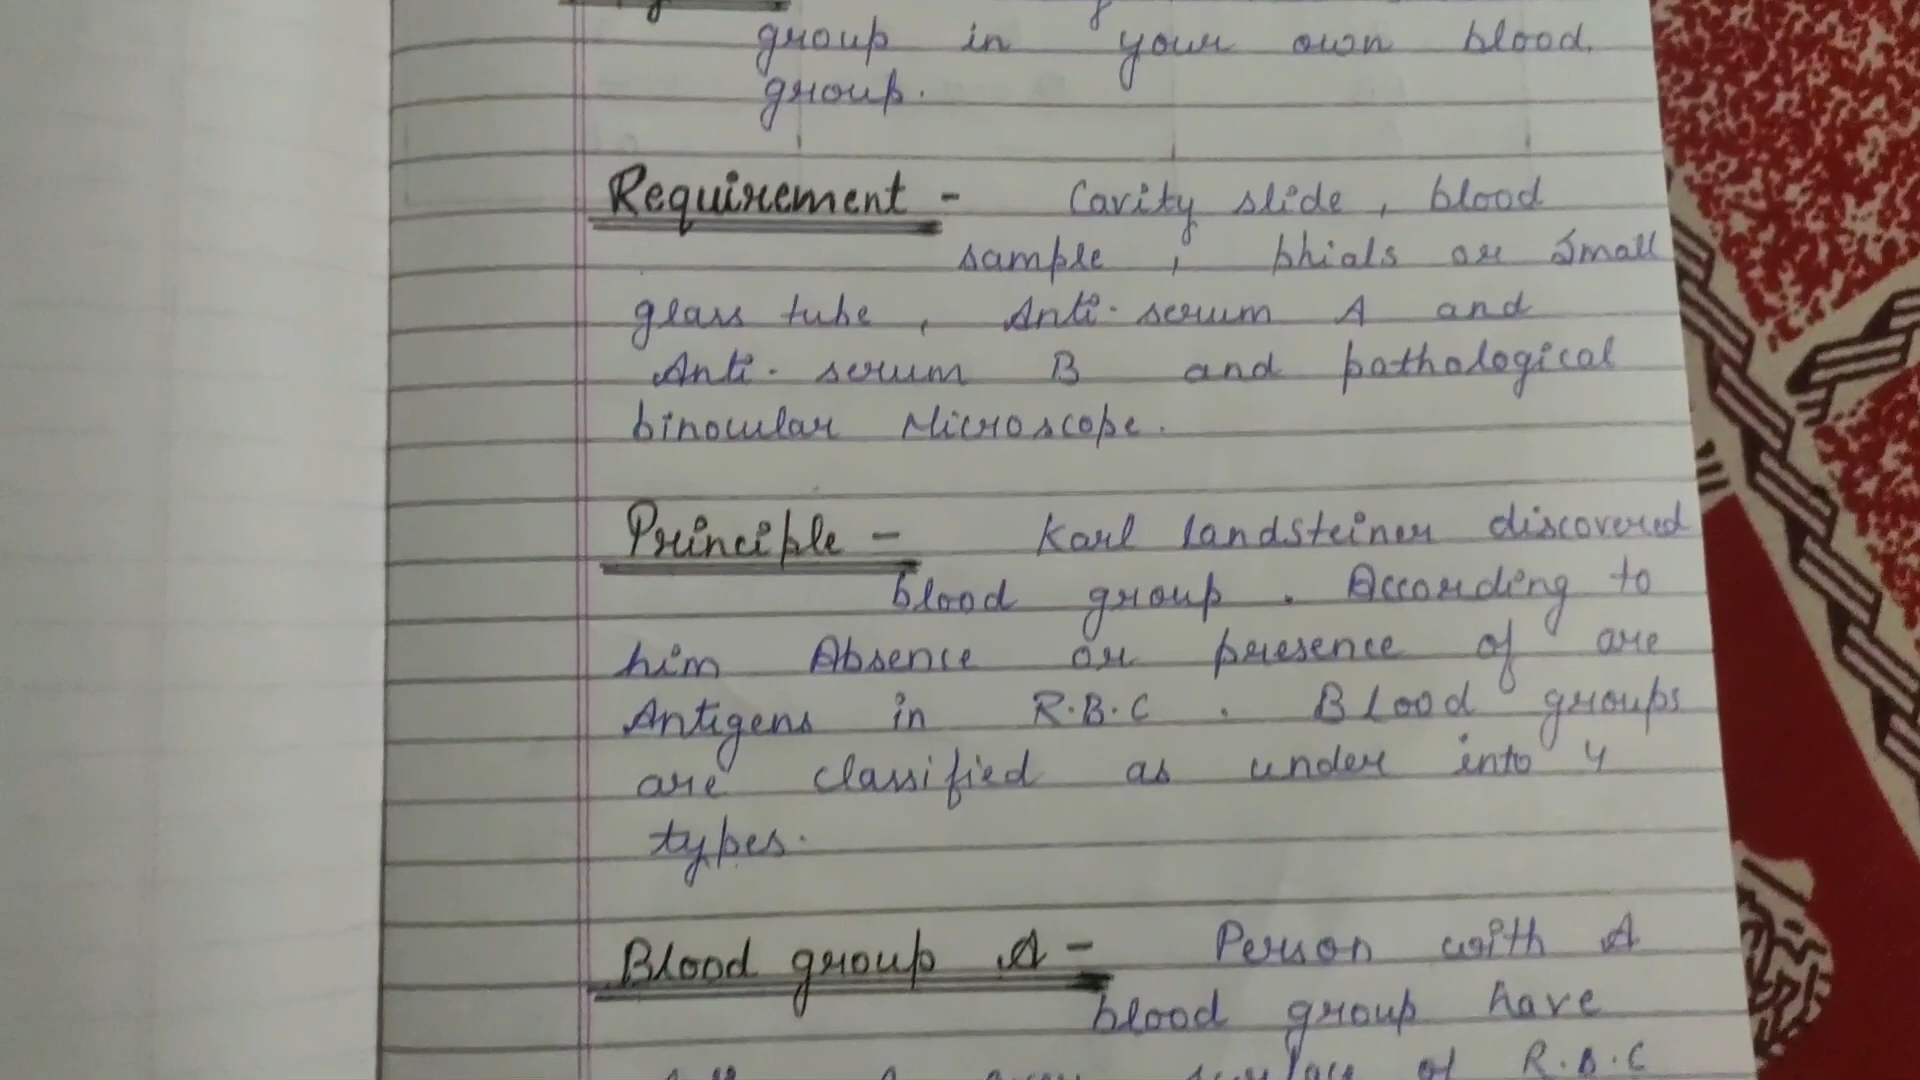 group in your own blood.
group.
Requirement - Cavity slide, blood
sample, phials or small
glass tube, Anti-serum A and
Anti-serum B and pathological
binocular Microscope.
Principle - Karl landsteiner discovered
blood group. According to
him Absence or presence of are
Antigens in R.B.C. Blood groups
are classified as under into 4
types.
Blood group A - Person with A
blood group have
surface of R.B.C